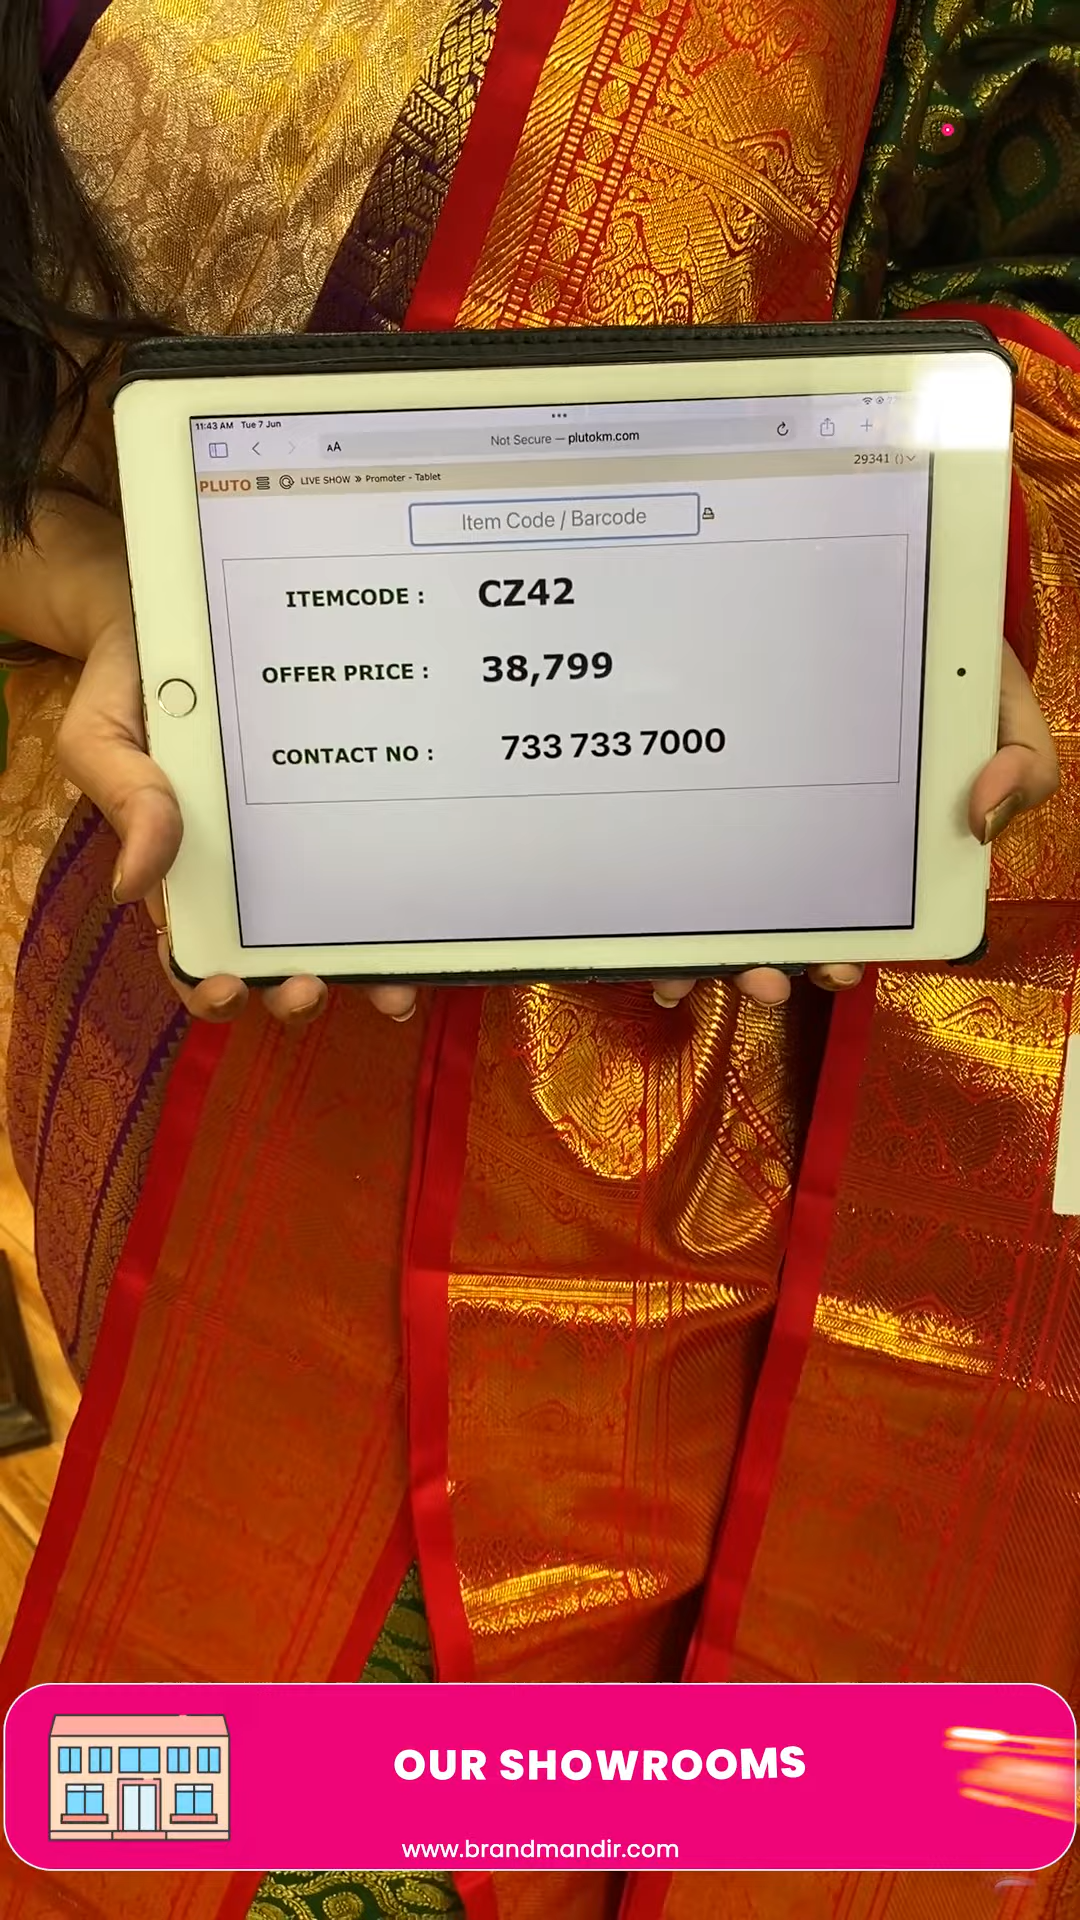 11:43 AM Tue 7 Jun
AA
Not Secure — plutokm.com
29341 ()
PLUTO
LIVE SHOW » Promoter - Tablet
Item Code / Barcode
ITEMCODE : CZ42
OFFER PRICE : 38,799
CONTACT NO : 733 733 7000
OUR SHOWROOMS
www.brandmandir.com